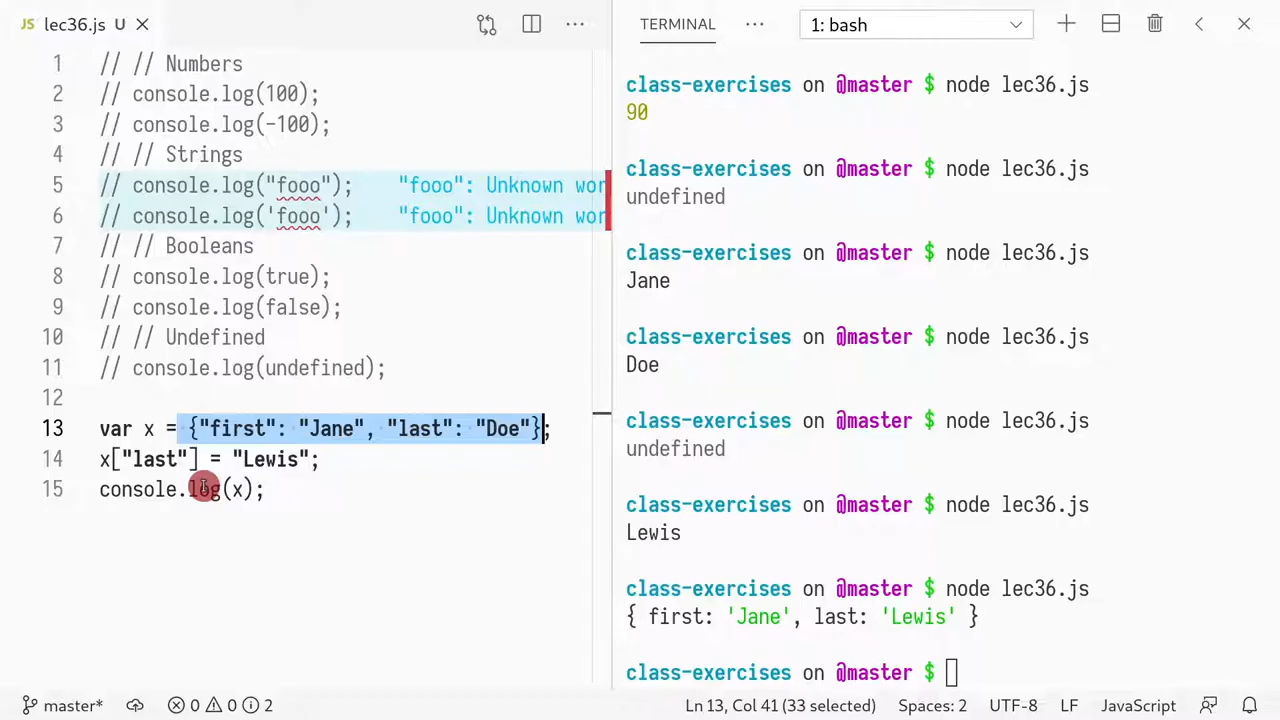 JS lec36.js U
1 // // Numbers
2 // console.log(100);
3 // console.log(-100);
4 // // Strings
5 // console.log("fooo"); "fooo": Unknown wor
6 // console.log('fooo'); "fooo": Unknown wor
7 // // Booleans
8 // console.log(true);
9 // console.log(false);
10 // // Undefined
11 // console.log(undefined);
12
13 var x = {"first": "Jane", "last": "Doe"};
14 x["last"] = "Lewis";
15 console.log(x);
TERMINAL ··· 1: bash
class-exercises on @master $ node lec36.js
90
class-exercises on @master $ node lec36.js
undefined
class-exercises on @master $ node lec36.js
Jane
class-exercises on @master $ node lec36.js
Doe
class-exercises on @master $ node lec36.js
undefined
class-exercises on @master $ node lec36.js
Lewis
class-exercises on @master $ node lec36.js
{ first: 'Jane', last: 'Lewis' }
class-exercises on @master $
master* 0 0 2 Ln 13, Col 41 (33 selected) Spaces: 2 UTF-8 LF JavaScript